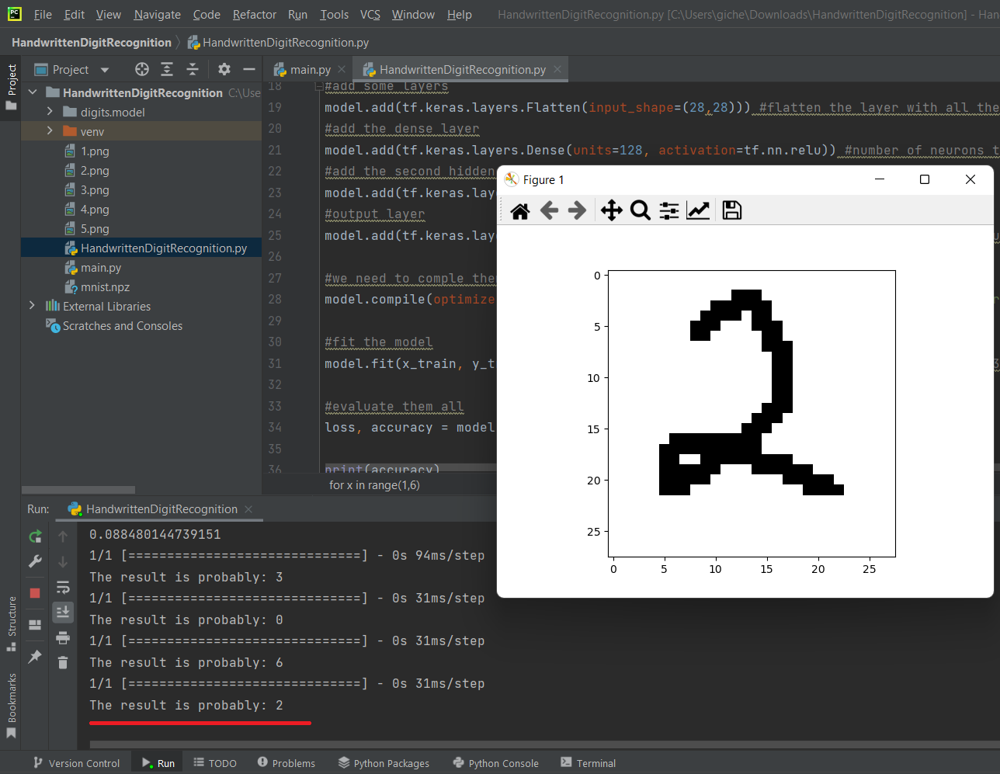 File Edit View Navigate Code Refactor Run Tools VCS Window Help HandwrittenDigitRecognition.py [C:\Users\giche\Downloads\HandwrittenDigitRecognition] - Han
HandwrittenDigitRecognition HandwrittenDigitRecognition.py
Project
Project
main.py HandwrittenDigitRecognition.py
HandwrittenDigitRecognition C:\Use
digits.model
venv
1.png
2.png
3.png
4.png
5.png
HandwrittenDigitRecognition.py
main.py
mnist.npz
External Libraries
Scratches and Consoles
18 #add some layers
19 model.add(tf.keras.layers.Flatten(input_shape=(28,28))) #flatten the layer with all the
20 #add the dense layer
21 model.add(tf.keras.layers.Dense(units=128, activation=tf.nn.relu)) #number of neurons t
22 #add the second hidden
23 model.add(tf.keras.lay
24 #output layer
25 model.add(tf.keras.lay
26
27 #we need to comple the
28 model.compile(optimize
29
30 #fit the model
31 model.fit(x_train, y_t
32
33 #evaluate them all
34 loss, accuracy = model
35
36 print(accuracy)
for x in range(1,6)
Figure 1
0
5
10
15
20
25
0 5 10 15 20 25
Run: HandwrittenDigitRecognition
0.088480144739151
1/1 [==============================] - 0s 94ms/step
The result is probably: 3
1/1 [==============================] - 0s 31ms/step
The result is probably: 0
1/1 [==============================] - 0s 31ms/step
The result is probably: 6
1/1 [==============================] - 0s 31ms/step
The result is probably: 2
Structure
Bookmarks
Version Control Run TODO Problems Python Packages Python Console Terminal